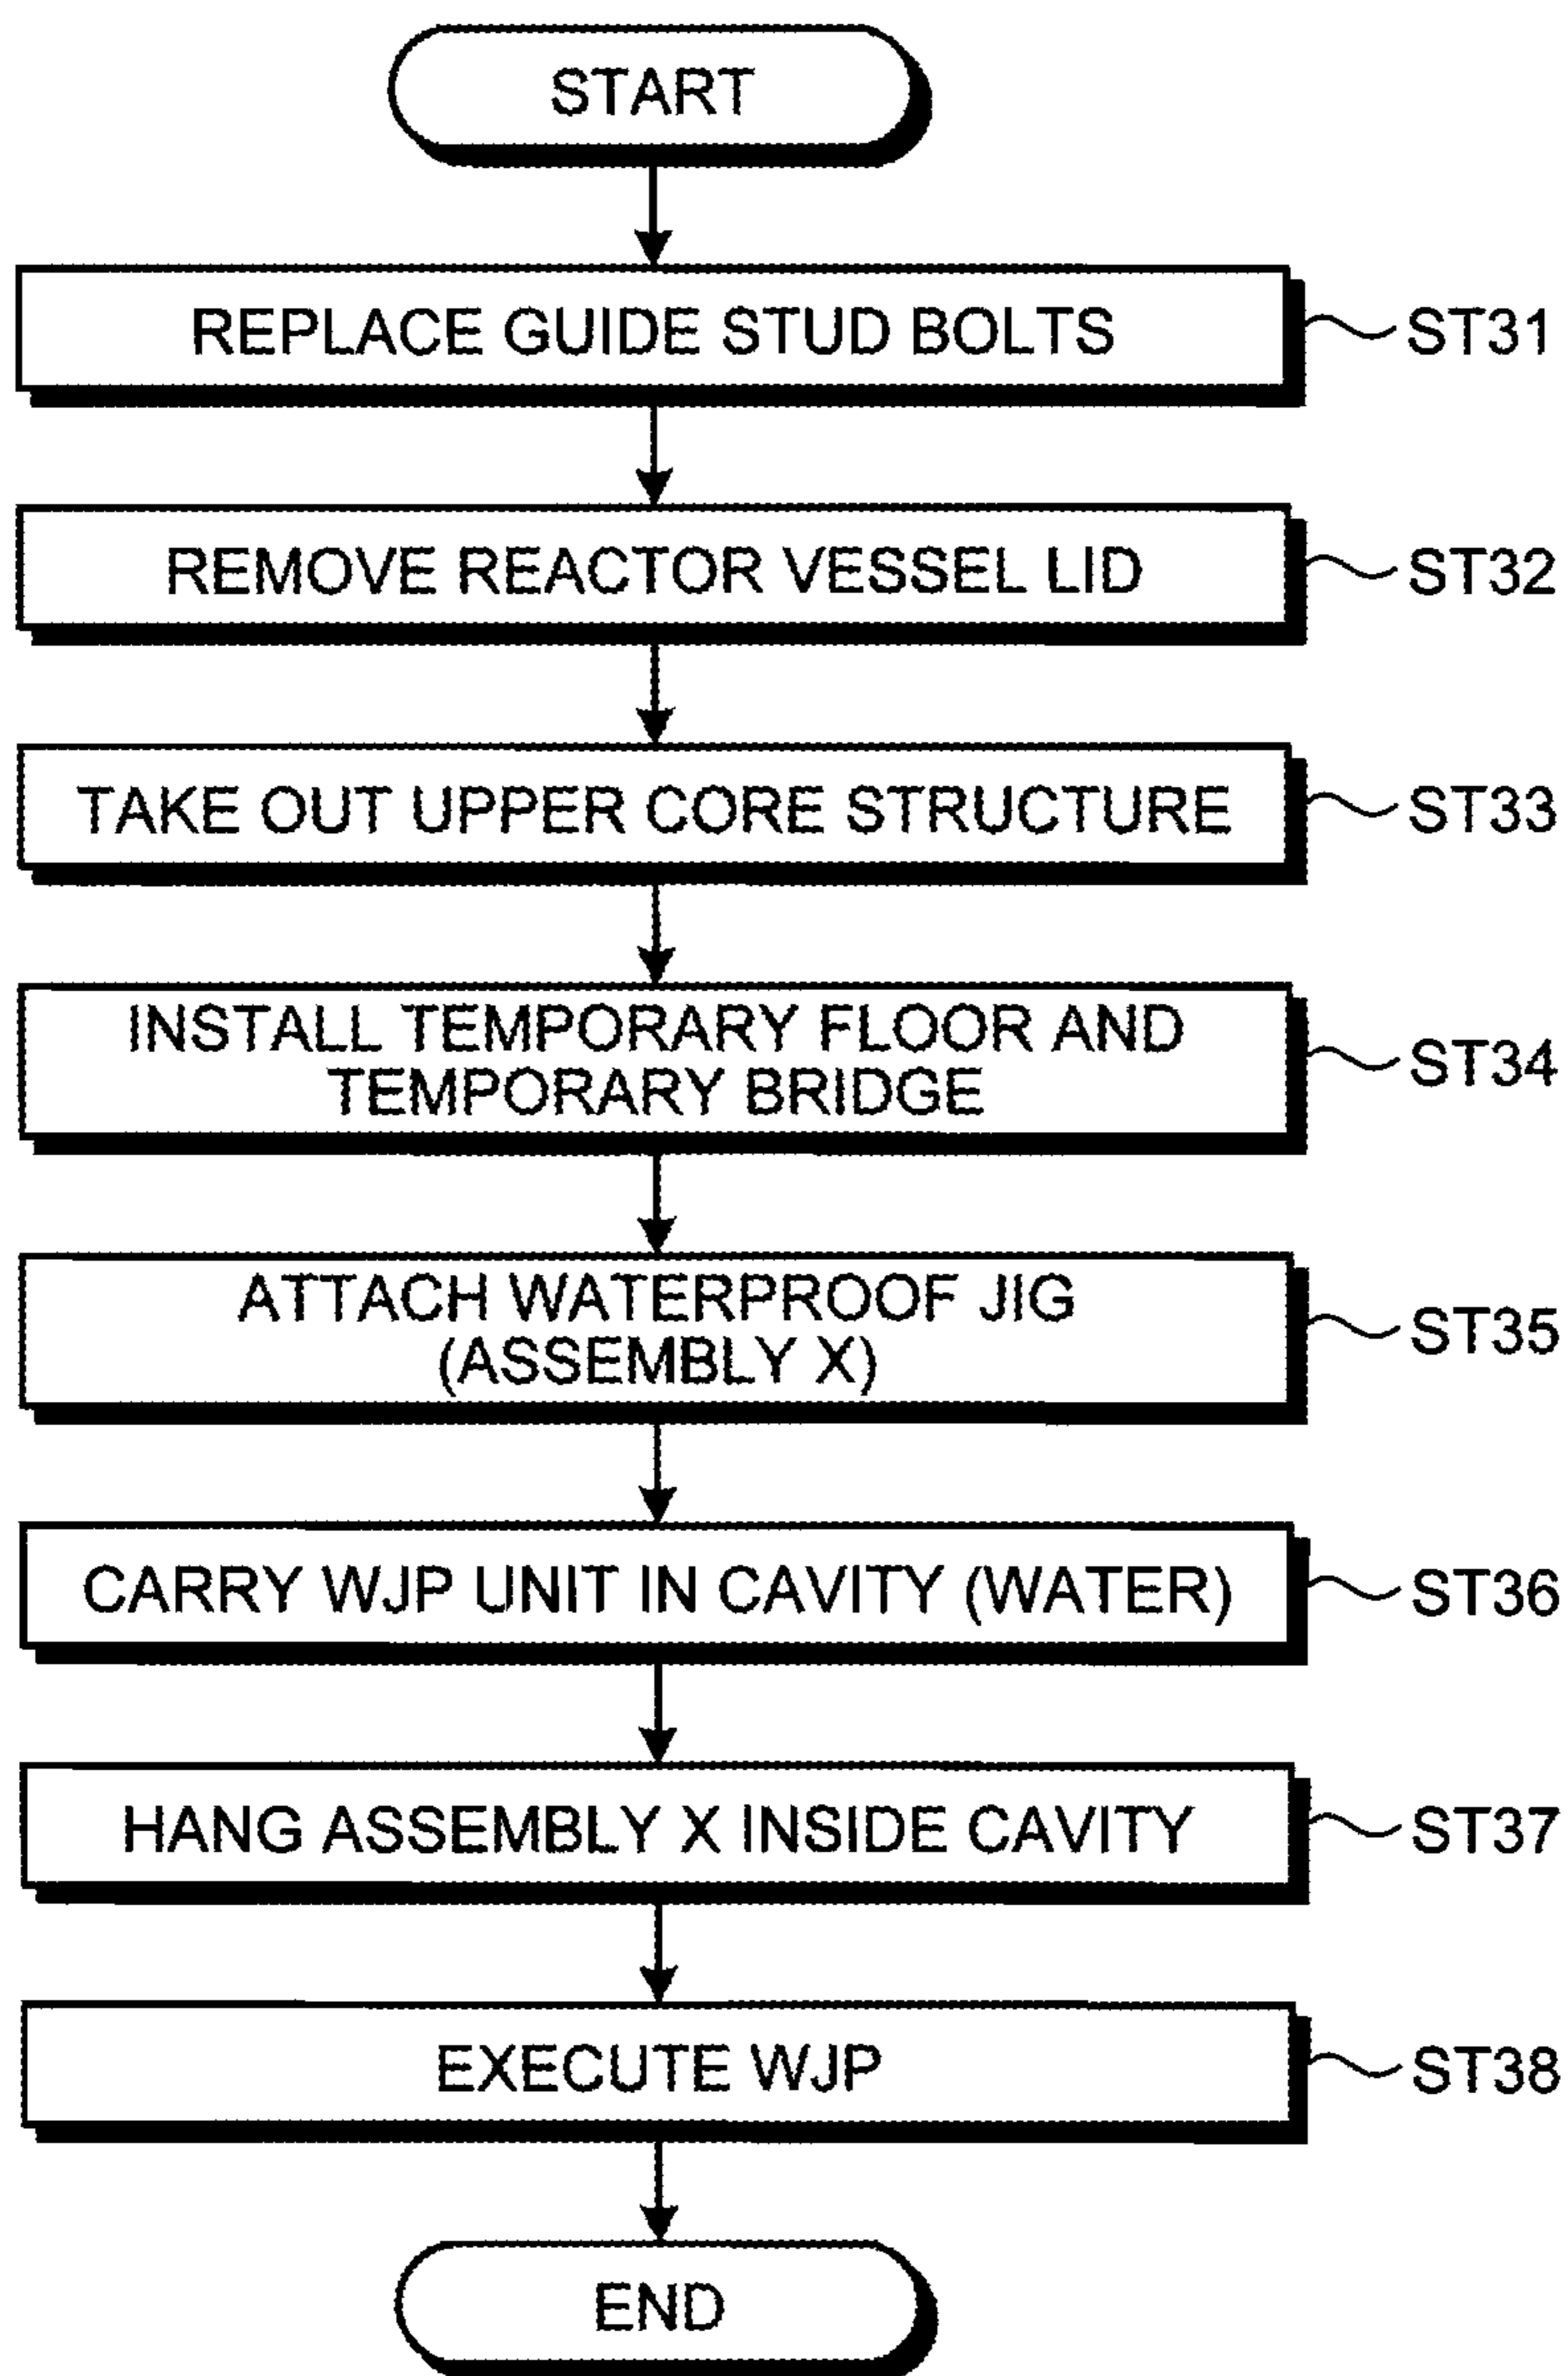 START
REPLACE GUIDE STUD BOLTS
ST31
REMOVE REACTOR VESSEL LID
ST32
TAKE OUT UPPER CORE STRUCTURE
ST33
INSTALL TEMPORARY FLOOR AND
TEMPORARY BRIDGE
ST34
ATTACH WATERPROOF JIG
(ASSEMBLY X)
ST35
CARRY WJP UNIT IN CAVITY (WATER)
ST36
HANG ASSEMBLY X INSIDE CAVITY
ST37
EXECUTE WJP
ST38
END